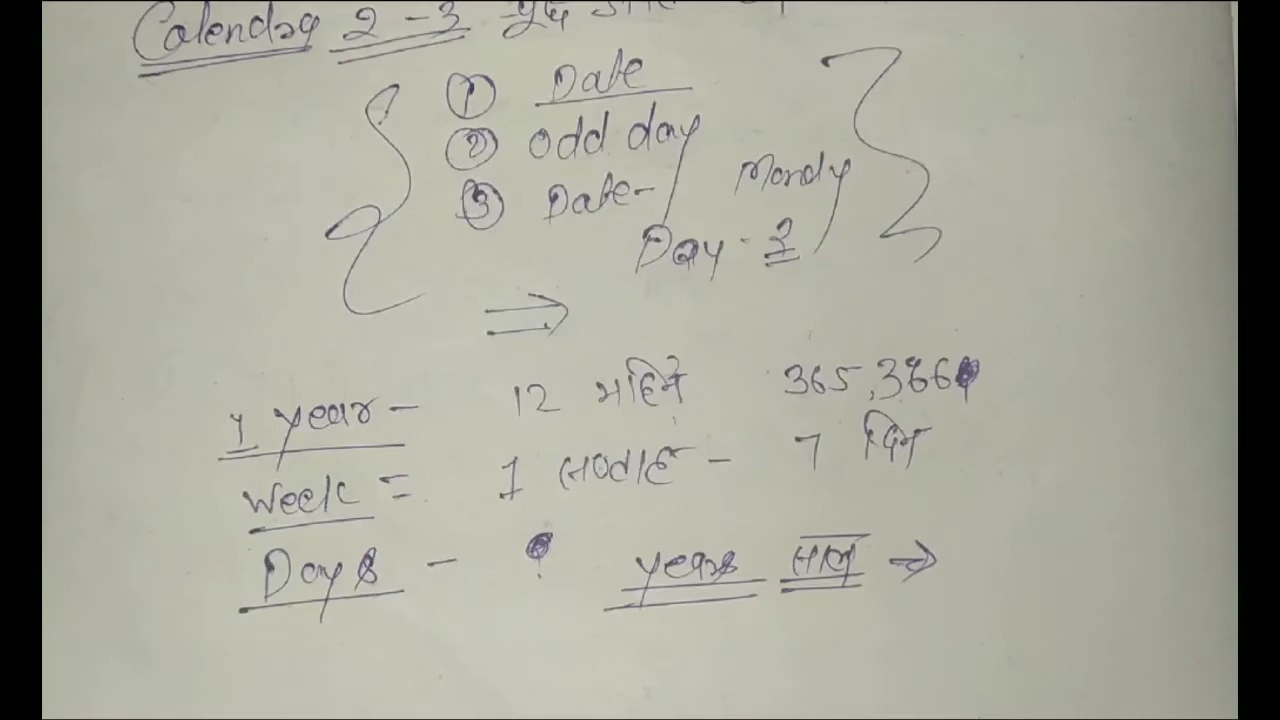 Calendar 2-3
① Date
② odd day
③ Date- / Monday
Day - ?
1 year - 12 महिने 365,366
Week = 1 सप्ताह - 7 दिन
Days - years साल →